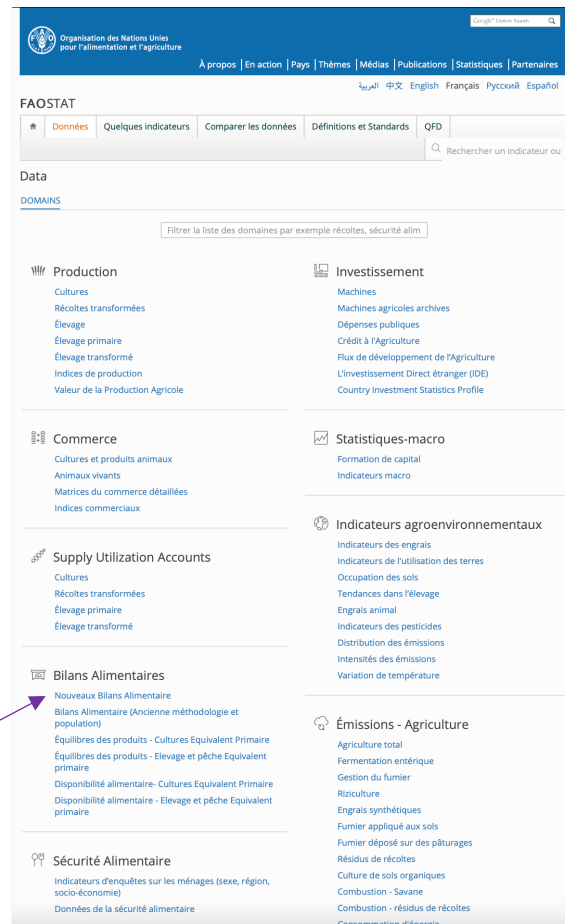 Google™ Custom Search
Organisation des Nations Unies
pour l'alimentation et l'agriculture
À propos | En action | Pays | Thèmes | Médias | Publications | Statistiques | Partenaires
العربية 中文 English Français Русский Español
FAOSTAT
Données Quelques indicateurs Comparer les données Définitions et Standards QFD
Rechercher un indicateur ou
Data
DOMAINS
Filtrer la liste des domaines par exemple récoltes, sécurité alim
Production
Cultures
Récoltes transformées
Élevage
Élevage primaire
Élevage transformé
Indices de production
Valeur de la Production Agricole
Commerce
Cultures et produits animaux
Animaux vivants
Matrices du commerce détaillées
Indices commerciaux
Supply Utilization Accounts
Cultures
Récoltes transformées
Élevage primaire
Élevage transformé
Bilans Alimentaires
Nouveaux Bilans Alimentaire
Bilans Alimentaire (Ancienne méthodologie et
population)
Équilibres des produits - Cultures Equivalent Primaire
Équilibres des produits - Elevage et pêche Equivalent
primaire
Disponibilité alimentaire- Cultures Equivalent Primaire
Disponibilité alimentaire - Elevage et pêche Equivalent
primaire
Sécurité Alimentaire
Indicateurs d'enquêtes sur les ménages (sexe, région,
socio-économie)
Données de la sécurité alimentaire
Investissement
Machines
Machines agricoles archives
Dépenses publiques
Crédit à l'Agriculture
Flux de développement de l'Agriculture
L'investissement Direct étranger (IDE)
Country Investment Statistics Profile
Statistiques-macro
Formation de capital
Indicateurs macro
Indicateurs agroenvironnementaux
Indicateurs des engrais
Indicateurs de l'utilisation des terres
Occupation des sols
Tendances dans l'élevage
Engrais animal
Indicateurs des pesticides
Distribution des émissions
Intensités des émissions
Variation de température
Émissions - Agriculture
Agriculture total
Fermentation entérique
Gestion du fumier
Riziculture
Engrais synthétiques
Fumier appliqué aux sols
Fumier déposé sur des pâturages
Résidus de récoltes
Culture de sols organiques
Combustion - Savane
Combustion - résidus de récoltes
Consommation d'énergie